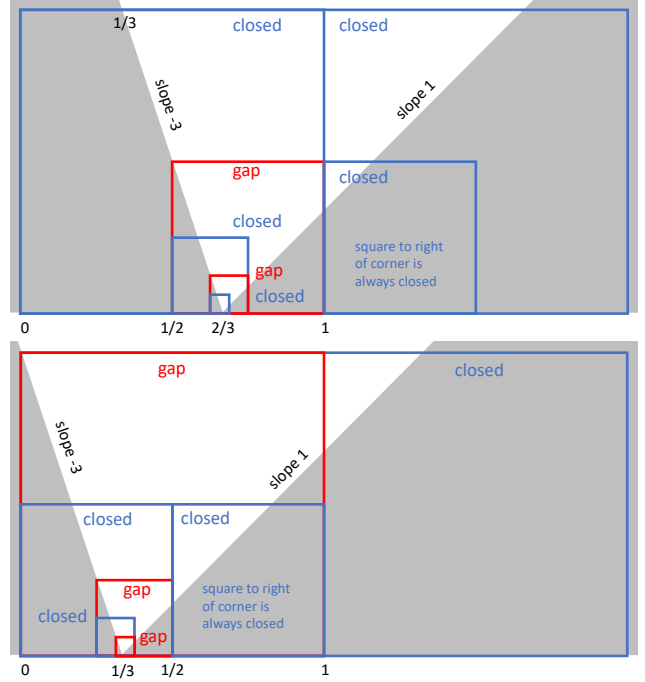 1/3
closed
closed
slope -3
slope 1
gap
closed
closed
square to right
of corner is
always closed
gap
closed
0
1/2
2/3
1
gap
closed
slope -3
slope 1
closed
closed
gap
square to right
of corner is
always closed
closed
gap
0
1/3
1/2
1